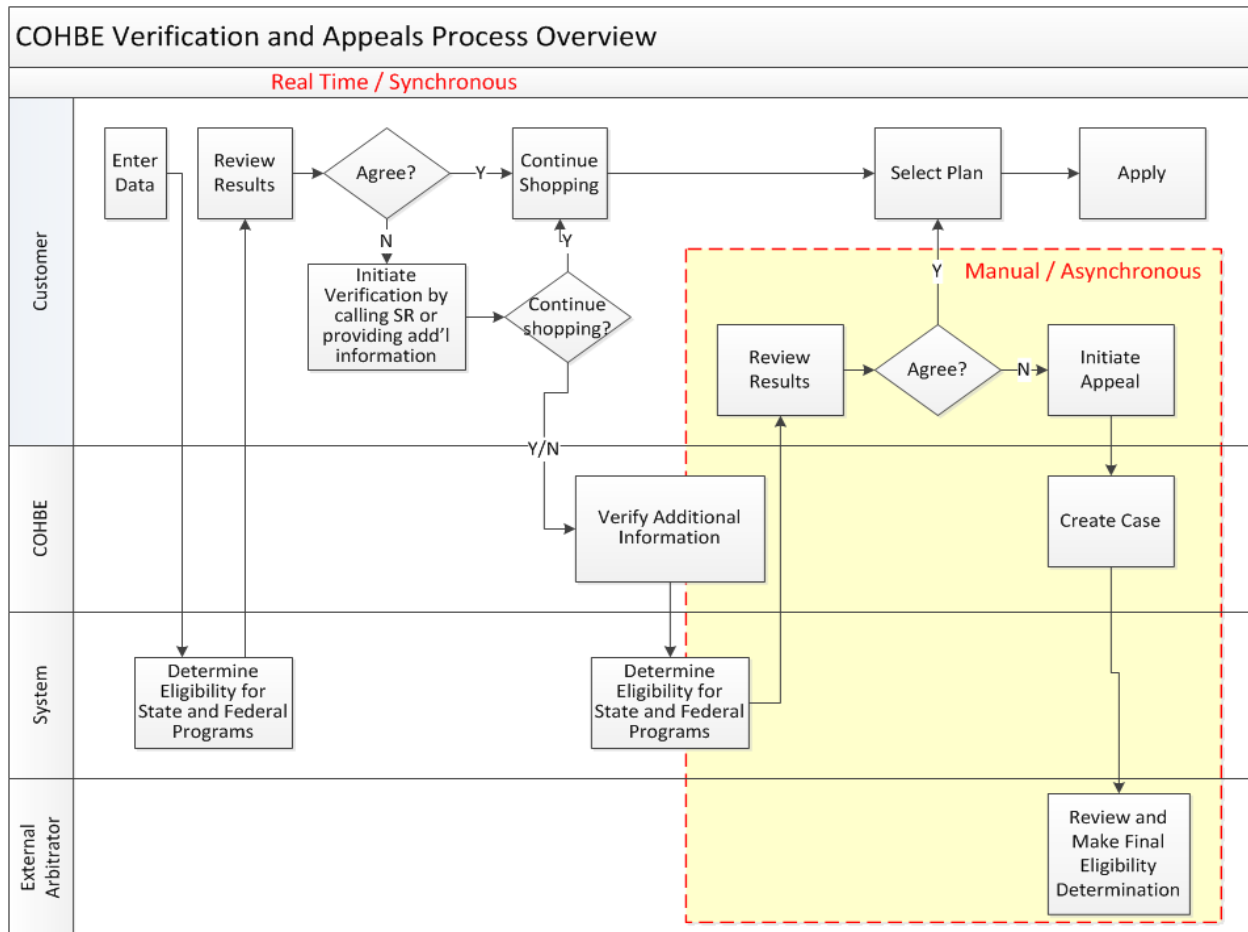 COHBE Verification and Appeals Process Overview
Real Time / Synchronous
Customer
Enter
Data
Review
Results
Agree?
Y
Continue
Shopping
Select Plan
Apply
N
Initiate
Verification by
calling SR or
providing add'l
information
Y
Continue
shopping?
Y/N
Manual / Asynchronous
Y
Review
Results
Agree?
N
Initiate
Appeal
COHBE
Verify Additional
Information
Create Case
System
Determine
Eligibility for
State and Federal
Programs
Determine
Eligibility for
State and Federal
Programs
External
Arbitrator
Review and
Make Final
Eligibility
Determination